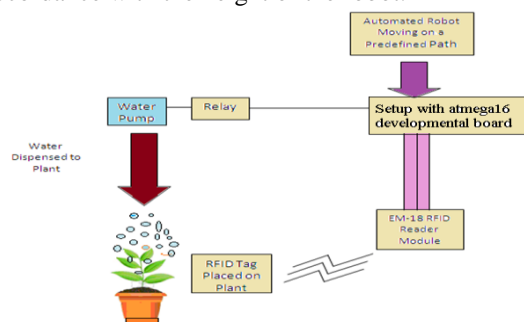 Automated Robot
Moving on a
Predefined Path
Water
Pump
Relay
Setup with atmega16
developmental board
Water
Dispensed to
Plant
EM-18 RFID
Reader
Module
RFID Tag
Placed on
Plant